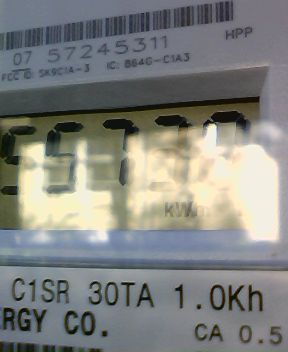 07 57245311
HPP
FCC ID: SK9C1A-3 IC: 864G-C1A3
kWh
C1SR 30TA 1.0Kh
RGY CO.
CA 0.5